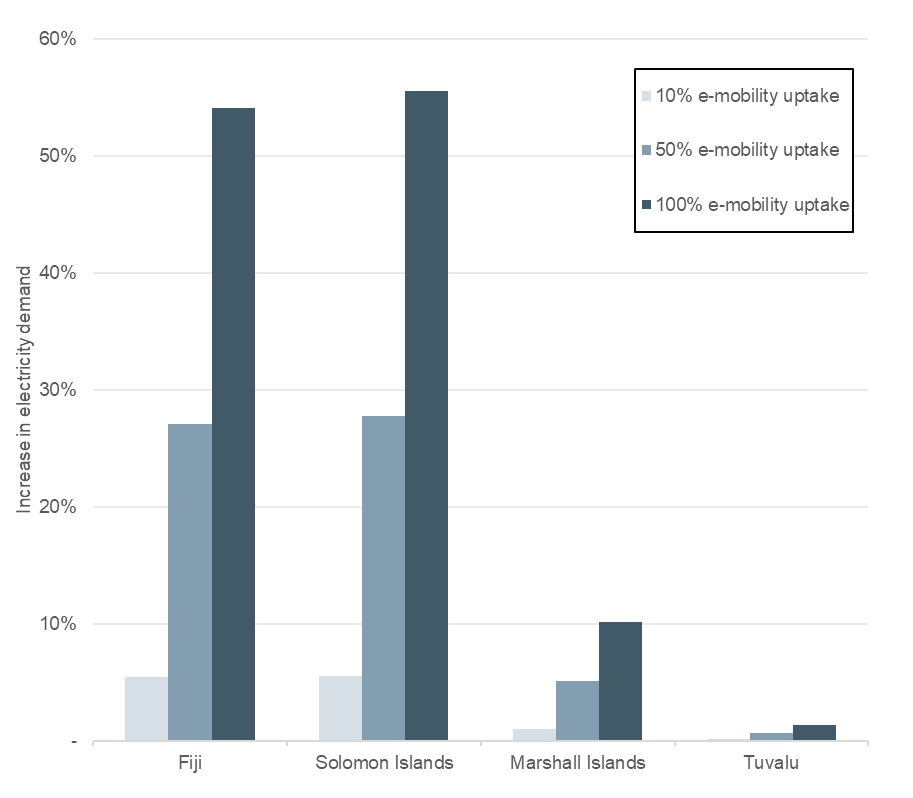 60%
50%
40%
30%
20%
10%
-
Increase in electricity demand
10% e-mobility uptake
50% e-mobility uptake
100% e-mobility uptake
Fiji
Solomon Islands
Marshall Islands
Tuvalu